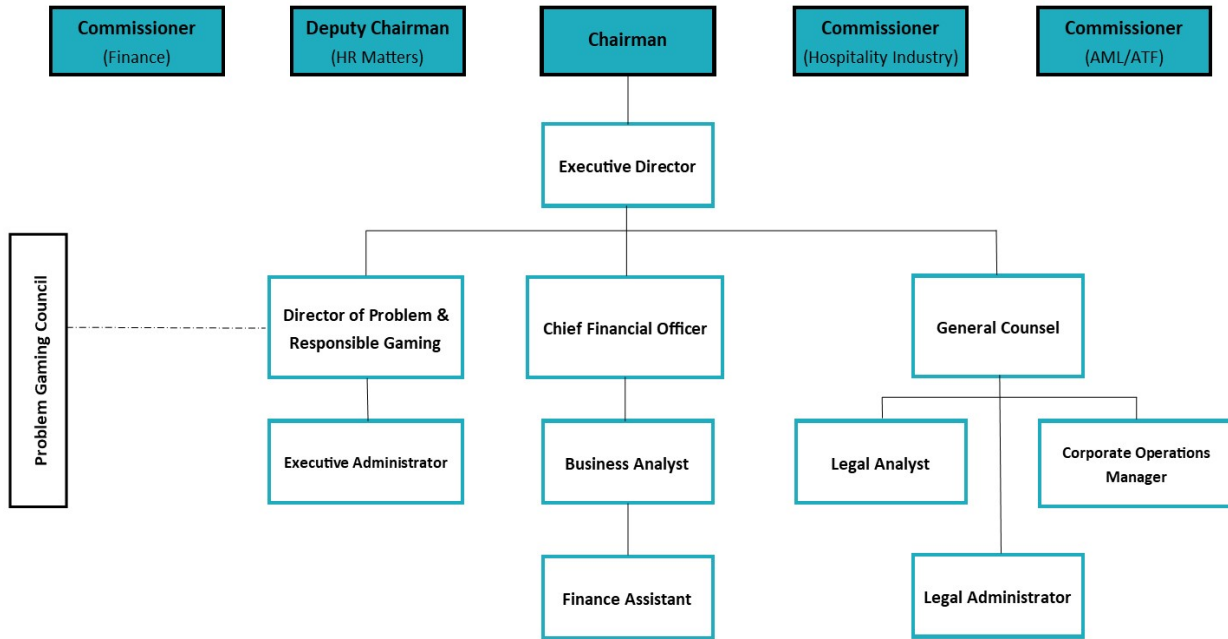 Commissioner
(Finance)
Deputy Chairman
(HR Matters)
Chairman
Commissioner
(Hospitality Industry)
Commissioner
(AML/ATF)
Executive Director
Problem Gaming Council
Director of Problem &
Responsible Gaming
Chief Financial Officer
General Counsel
Executive Administrator
Business Analyst
Legal Analyst
Corporate Operations
Manager
Finance Assistant
Legal Administrator